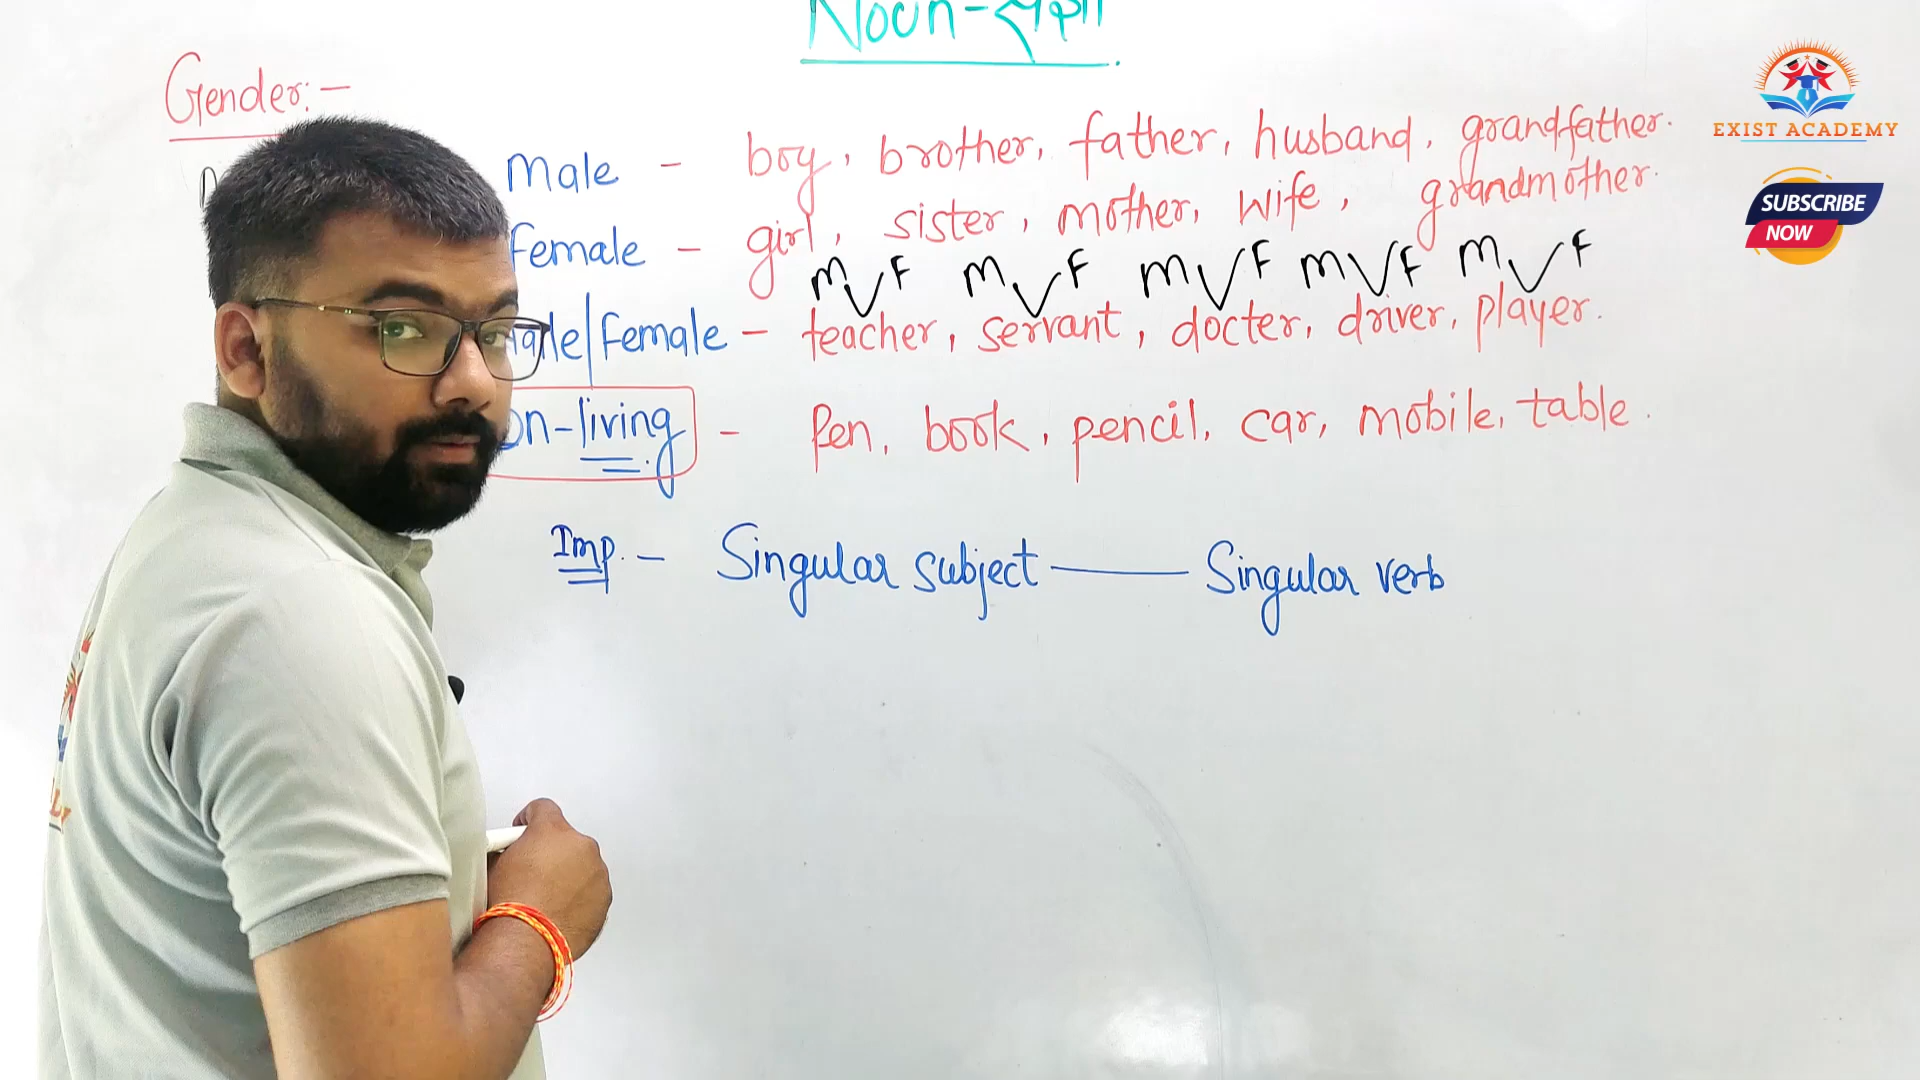 Noun-संज्ञा
Gender:-
Male - boy, brother, father, husband, grandfather.
Female - girl, sister, mother, wife, grandmother.
M F M F M F M F M F
ale/Female - teacher, servant, docter, driver, player.
on-living - Pen, book, pencil, car, mobile, table.
Imp. - Singular subject — Singular verb
EXIST ACADEMY
SUBSCRIBE
NOW